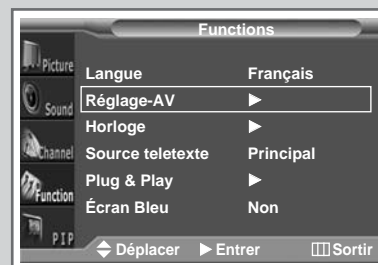 Functions
Picture
Sound
Channel
Function
PIP
Langue Français
Réglage-AV ►
Horloge ►
Source teletexte Principal
Plug & Play ►
Écran Bleu Non
Déplacer ► Entrer Sortir